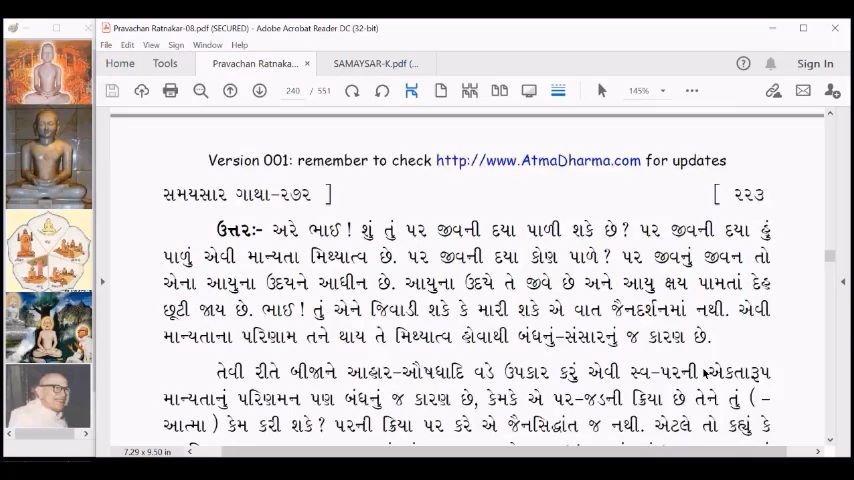 Pravachan Ratnakar-08.pdf (SECURED) - Adobe Acrobat Reader DC (32-bit)
File Edit View Sign Window Help
Home Tools Pravachan Ratnaka... × SAMAYSAR-K.pdf (... Sign In
240 / 551 145%
Version 001: remember to check http://www.AtmaDharma.com for updates
સમયસાર ગાથા-૨૭૨ ] [ ૨૨૩
ઉત્તરઃ- અરે ભાઈ! શું તું પર જીવની દયા પાળી શકે છે? પર જીવની દયા હું
પાળું એવી માન્યતા મિથ્યાત્વ છે. પર જીવની દયા કોણ પાળે? પર જીવનું જીવન તો
એના આયુના ઉદયને આધીન છે. આયુના ઉદયે તે જીવે છે અને આયુ ક્ષય પામતાં દેહ
છૂટી જાય છે. ભાઈ! તું એને જિવાડી શકે કે મારી શકે એ વાત જૈનદર્શનમાં નથી. એવી
માન્યતાના પરિણામ તને થાય તે મિથ્યાત્વ હોવાથી બંધનું-સંસારનું જ કારણ છે.
તેવી રીતે બીજાને આહાર-ઔષધાદિ વડે ઉપકાર કરું એવી સ્વ-પરની એકતારૂપ
માન્યતાનું પરિણમન પણ બંધનું જ કારણ છે, કેમકે એ પર-જડની ક્રિયા છે તેને તું (-
આત્મા) કેમ કરી શકે? પરની ક્રિયા પર કરે એ જૈનસિદ્ધાંત જ નથી. એટલે તો કહ્યું કે
7.29 x 9.50 in